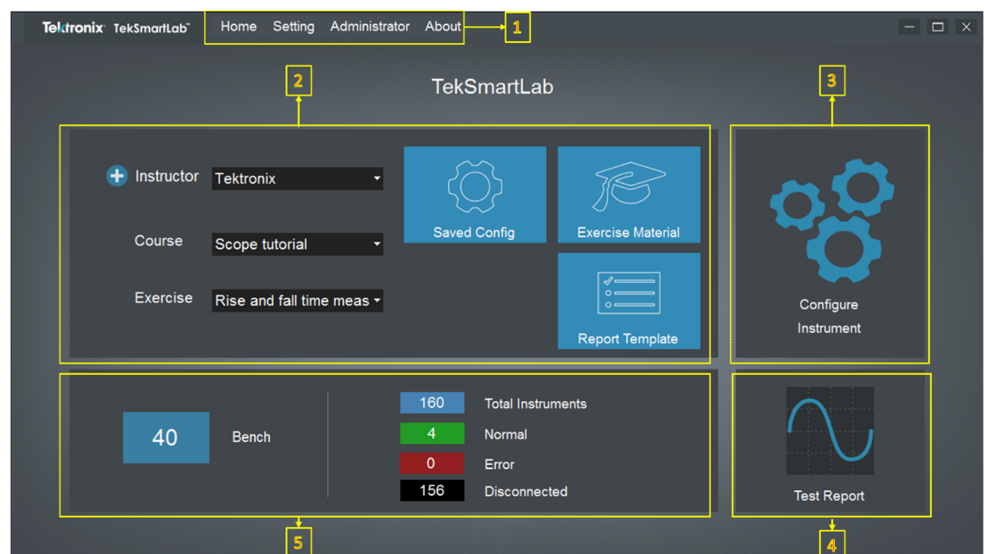 Tektronix TekSmartLab™ Home Setting Administrator About 1
2 3
TekSmartLab
Instructor Tektronix
Course Scope tutorial
Exercise Rise and fall time meas
Saved Config Exercise Material
Report Template
Configure
Instrument
40 Bench
160 Total Instruments
4 Normal
0 Error
156 Disconnected
Test Report
5 4